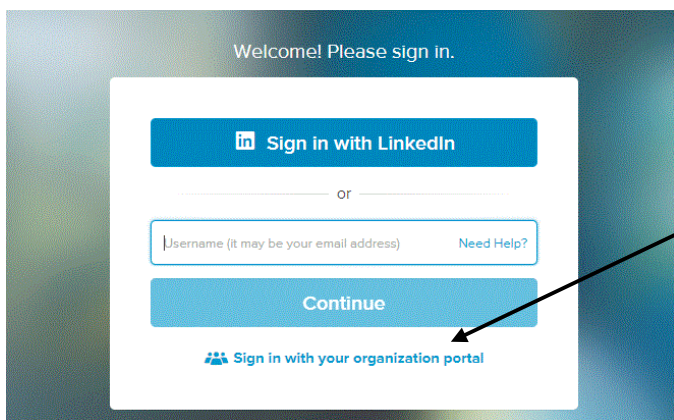 Welcome! Please sign in.
in Sign in with LinkedIn
or
Username (it may be your email address) Need Help?
Continue
Sign in with your organization portal